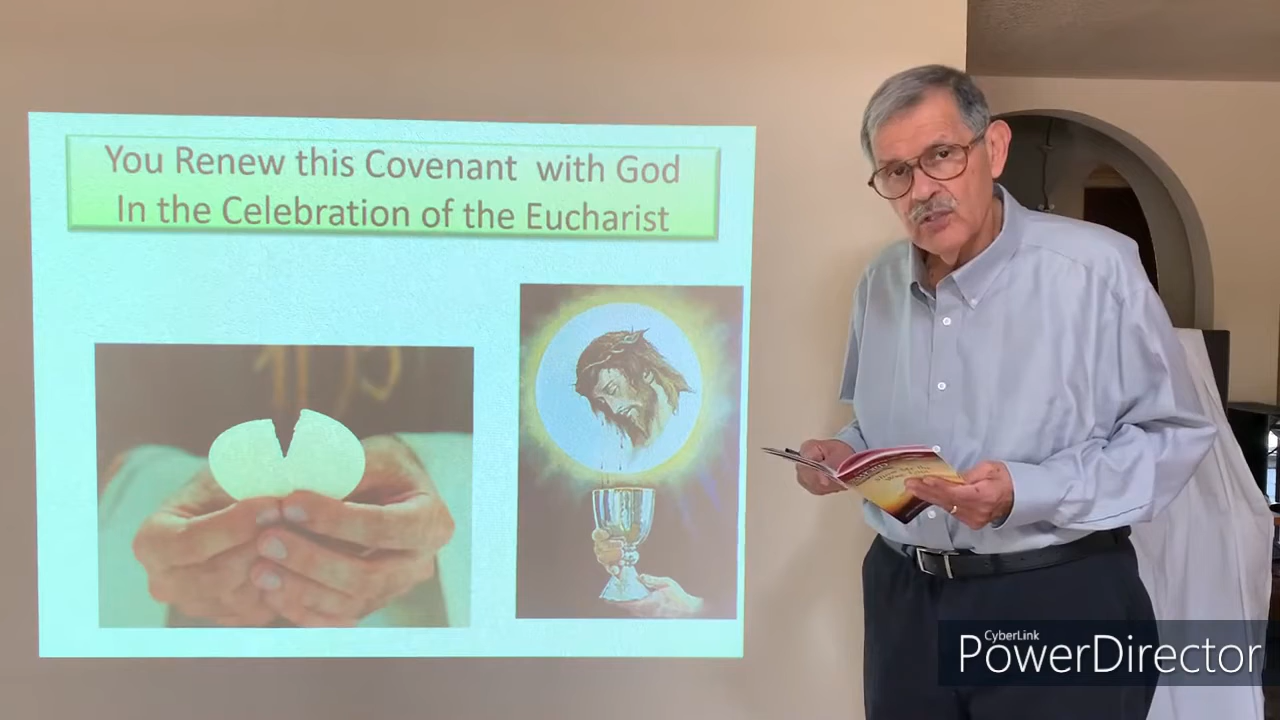 You Renew this Covenant with God
In the Celebration of the Eucharist
CyberLink
PowerDirector